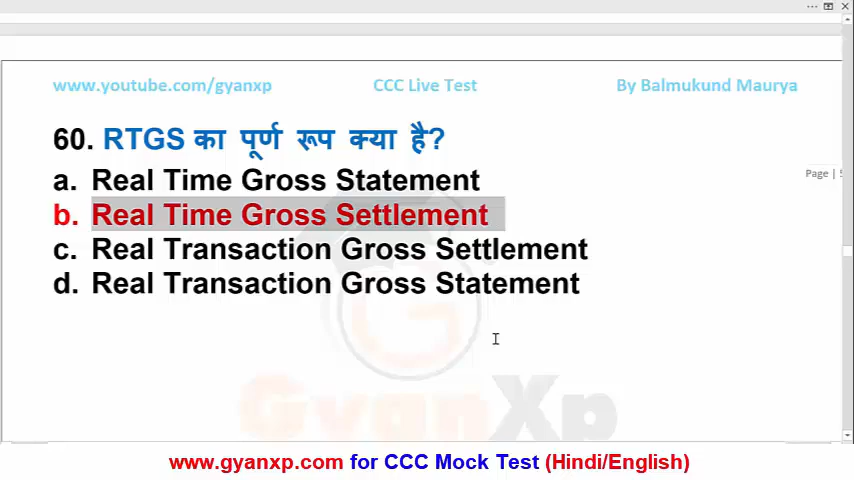 www.youtube.com/gyanxp CCC Live Test By Balmukund Maurya
60. RTGS का पूर्ण रूप क्या है?
Page | 5
a. Real Time Gross Statement
b. Real Time Gross Settlement
c. Real Transaction Gross Settlement
d. Real Transaction Gross Statement
GyanXp
www.gyanxp.com for CCC Mock Test (Hindi/English)